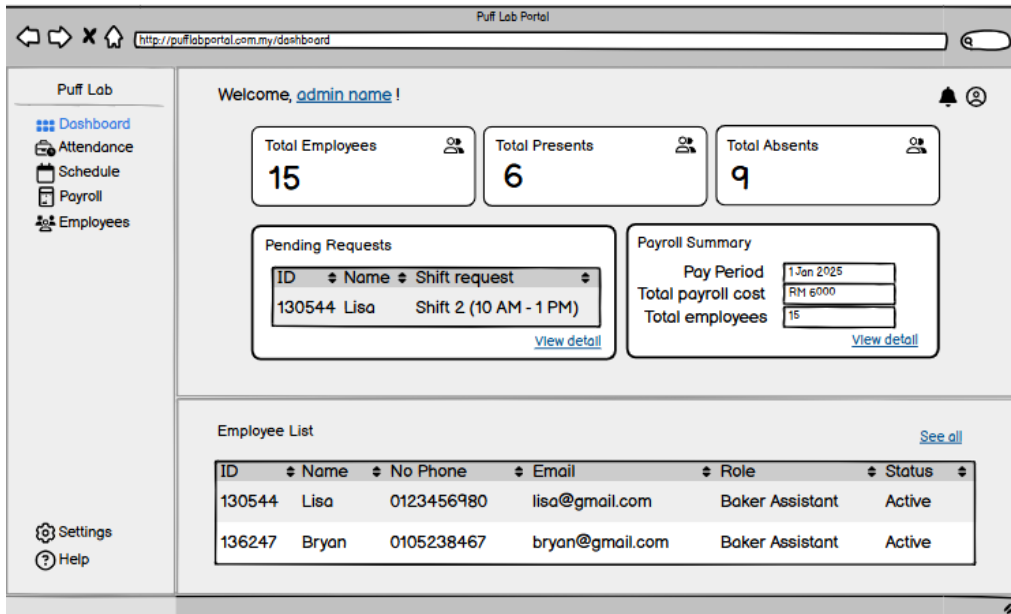 Puff Lab Portal
http://pufflabportal.com.my/dashboard
Puff Lab
Dashboard
Attendance
Schedule
Payroll
Employees
Settings
Help
Welcome, admin name !
Total Employees
15
Total Presents
6
Total Absents
9
Pending Requests
ID Name Shift request
130544 Lisa Shift 2 (10 AM - 1 PM)
View detail
Payroll Summary
Pay Period 1 Jan 2025
Total payroll cost RM 6000
Total employees 15
View detail
Employee List
See all
ID Name No Phone Email Role Status
130544 Lisa 0123456980 lisa@gmail.com Baker Assistant Active
136247 Bryan 0105238467 bryan@gmail.com Baker Assistant Active